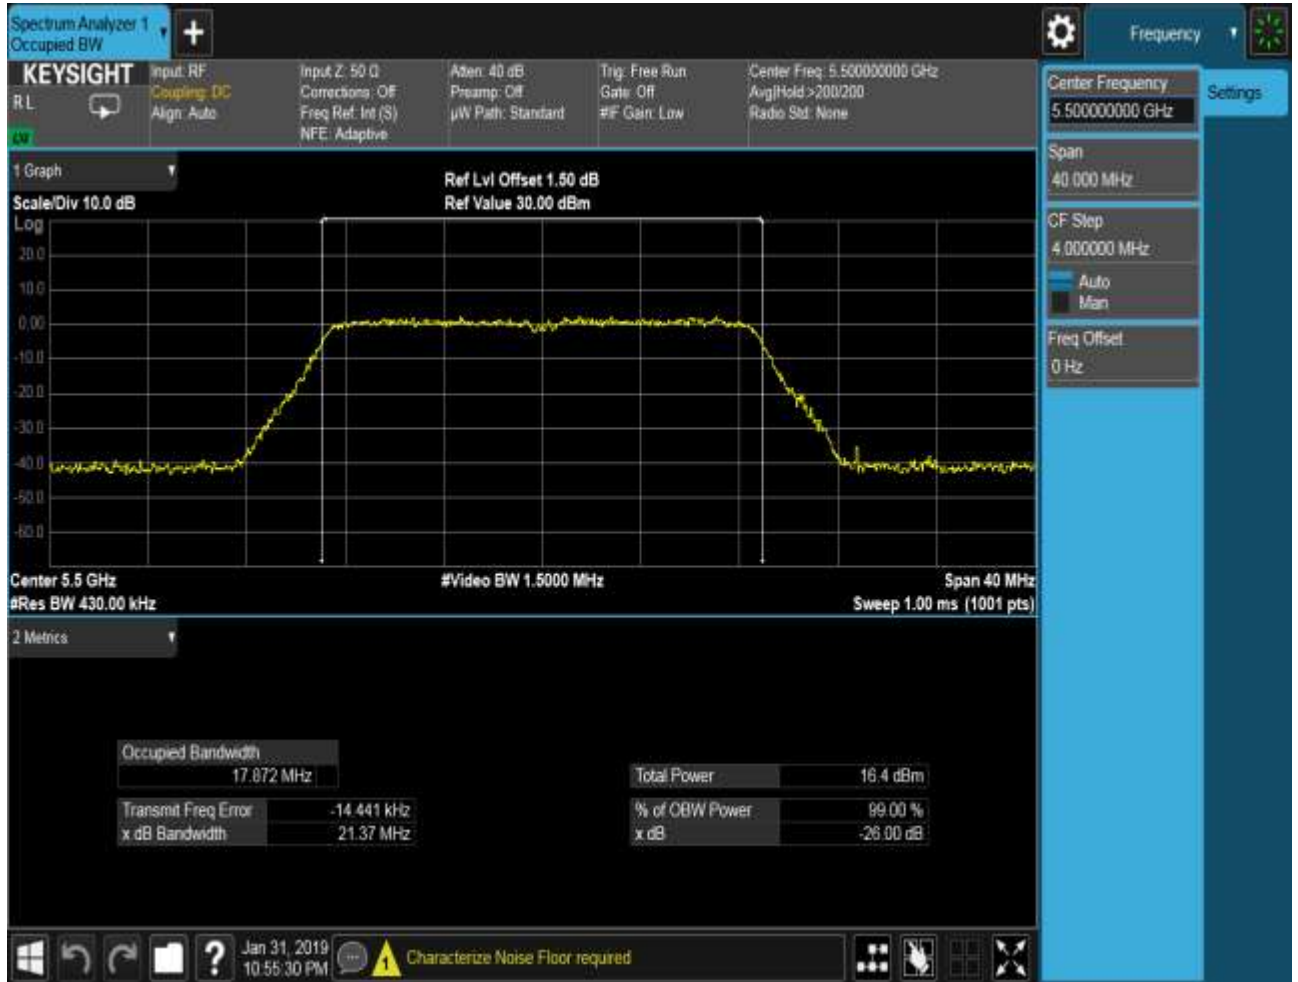 Spectrum Analyzer 1
Occupied BW
+
Frequency
KEYSIGHT
R L
Input: RF
Coupling: DC
Align: Auto
Input Z: 50 Ω
Corrections: Off
Freq Ref: Int (S)
NFE: Adaptive
Atten: 40 dB
Preamp: Off
µW Path: Standard
Trig: Free Run
Gate: Off
#IF Gain: Low
Center Freq: 5.500000000 GHz
Avg|Hold:>200/200
Radio Std: None
Center Frequency
5.500000000 GHz
Settings
Span
40.000 MHz
CF Step
4.000000 MHz
Auto
Man
Freq Offset
0 Hz
1 Graph
Scale/Div 10.0 dB
Ref Lvl Offset 1.50 dB
Ref Value 30.00 dBm
Log
20.0
10.0
0.00
-10.0
-20.0
-30.0
-40.0
-50.0
-60.0
Center 5.5 GHz
#Video BW 1.5000 MHz
Span 40 MHz
#Res BW 430.00 kHz
Sweep 1.00 ms (1001 pts)
2 Metrics
Occupied Bandwidth
17.872 MHz
Total Power 16.4 dBm
Transmit Freq Error -14.441 kHz
% of OBW Power 99.00 %
x dB Bandwidth 21.37 MHz
x dB -26.00 dB
?
Jan 31, 2019
10:55:30 PM
1
Characterize Noise Floor required